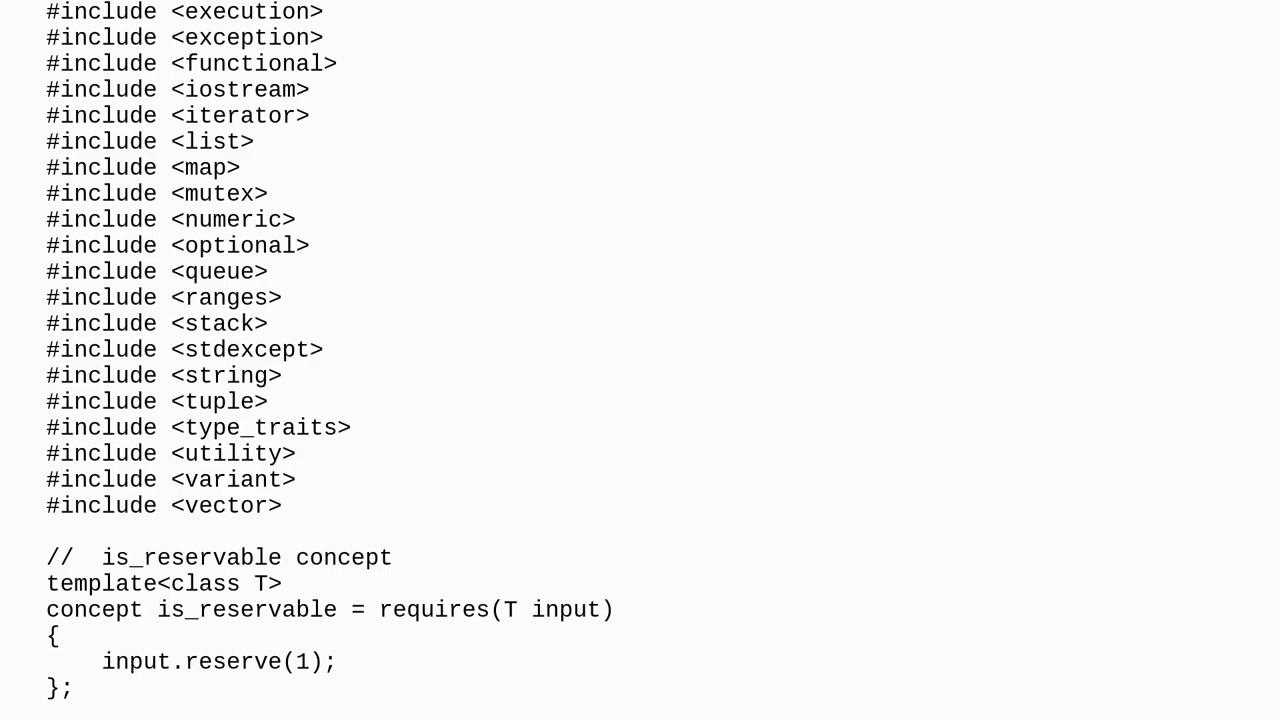 #include <execution>
#include <exception>
#include <functional>
#include <iostream>
#include <iterator>
#include <list>
#include <map>
#include <mutex>
#include <numeric>
#include <optional>
#include <queue>
#include <ranges>
#include <stack>
#include <stdexcept>
#include <string>
#include <tuple>
#include <type_traits>
#include <utility>
#include <variant>
#include <vector>

//  is_reservable concept
template<class T>
concept is_reservable = requires(T input)
{
    input.reserve(1);
};